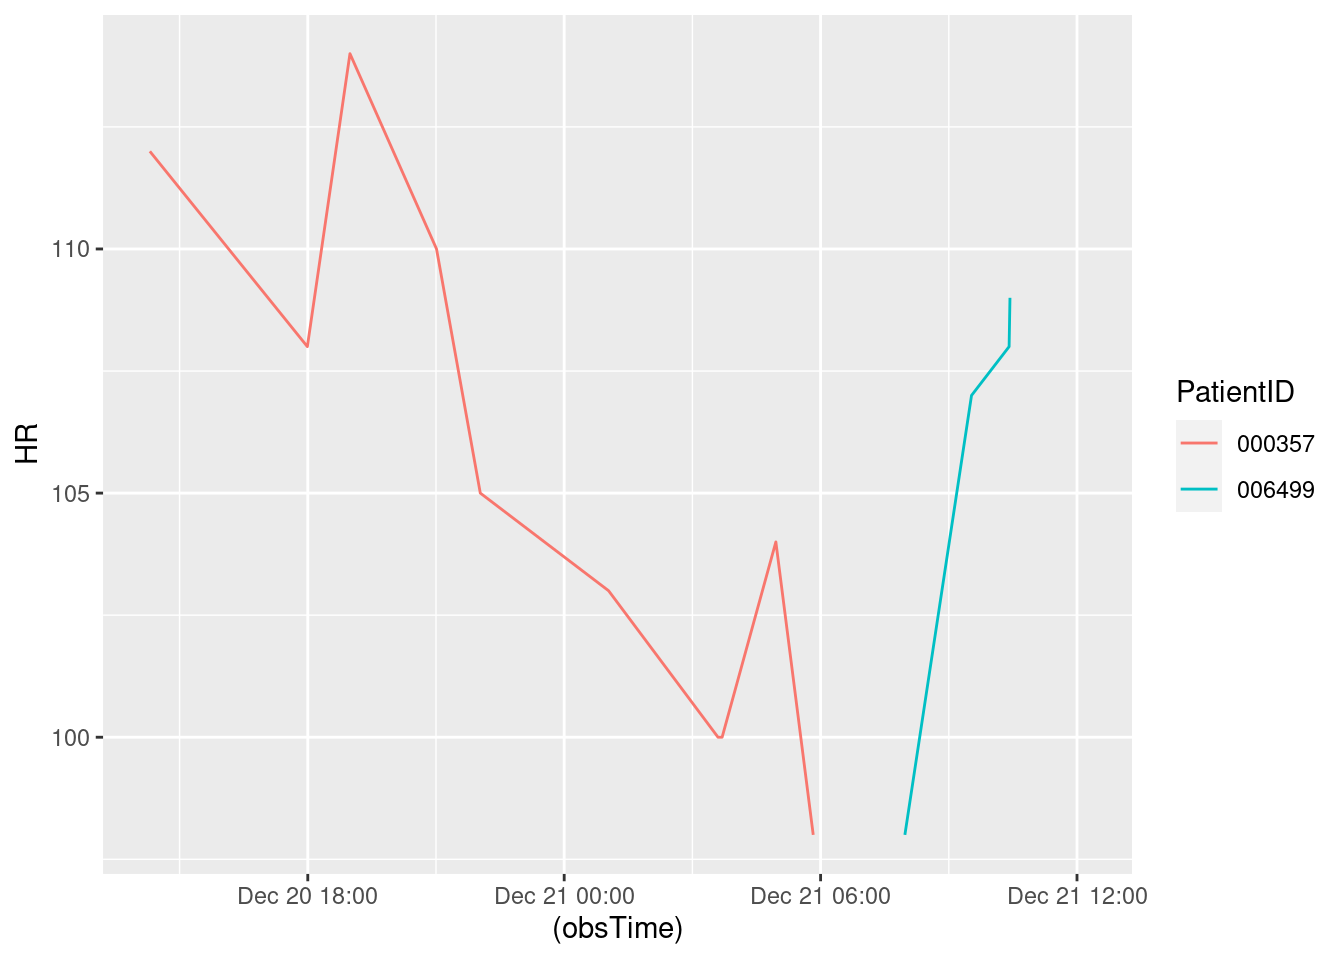 HR
110
105
100
Dec 20 18:00
Dec 21 00:00
Dec 21 06:00
Dec 21 12:00
(obsTime)
PatientID
000357
006499